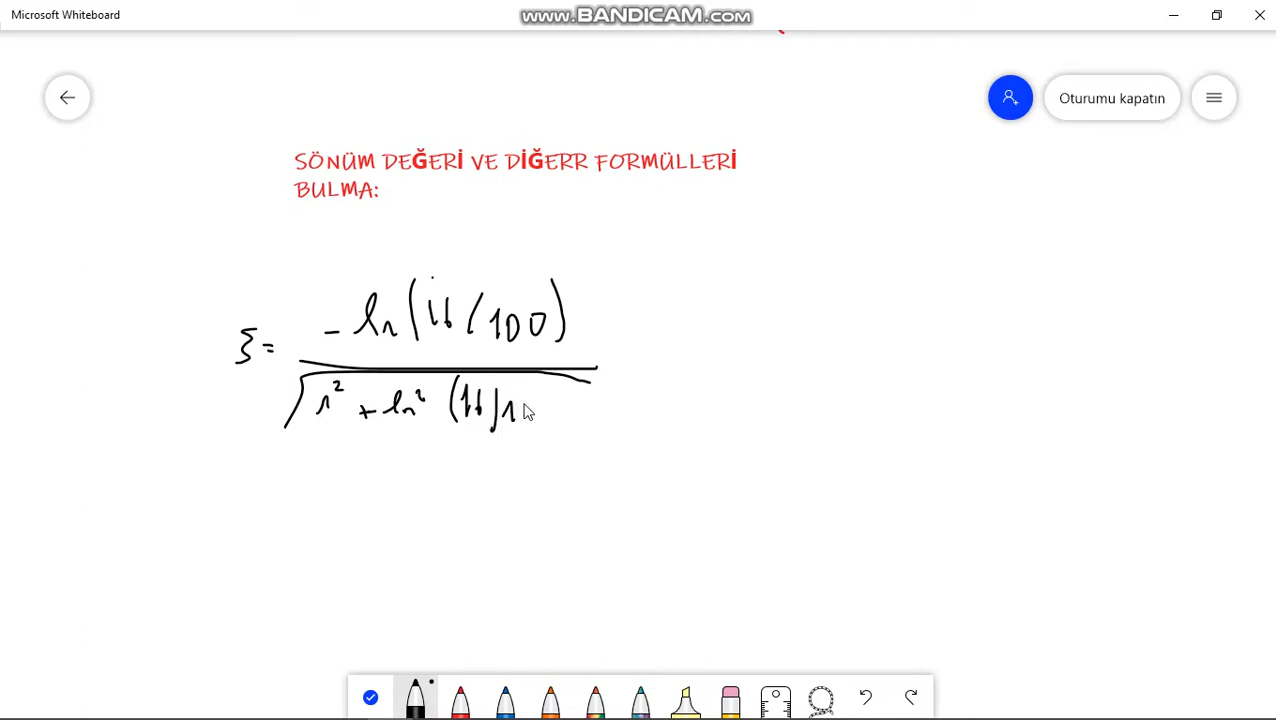 Microsoft Whiteboard
www.BANDICAM.com
Oturumu kapatın
SÖNÜM DEĞERİ VE DİĞERR FORMÜLLERİ
BULMA:
- ln(16/100)
ξ =
√π² + ln² (16/1